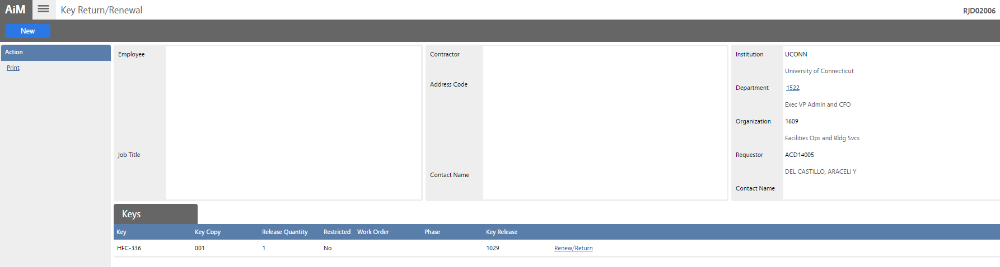 AiM Key Return/Renewal RJD02006
New
Action
Print
Employee
Job Title
Contractor
Address Code
Contact Name
Institution UCONN
University of Connecticut
Department 1522
Exec VP Admin and CFO
Organization 1609
Facilities Ops and Bldg Svcs
Requestor ACD14005
DEL CASTILLO, ARACELI Y
Contact Name
Keys
Key Key Copy Release Quantity Restricted Work Order Phase Key Release
HFC-336 001 1 No 1029 Renew/Return